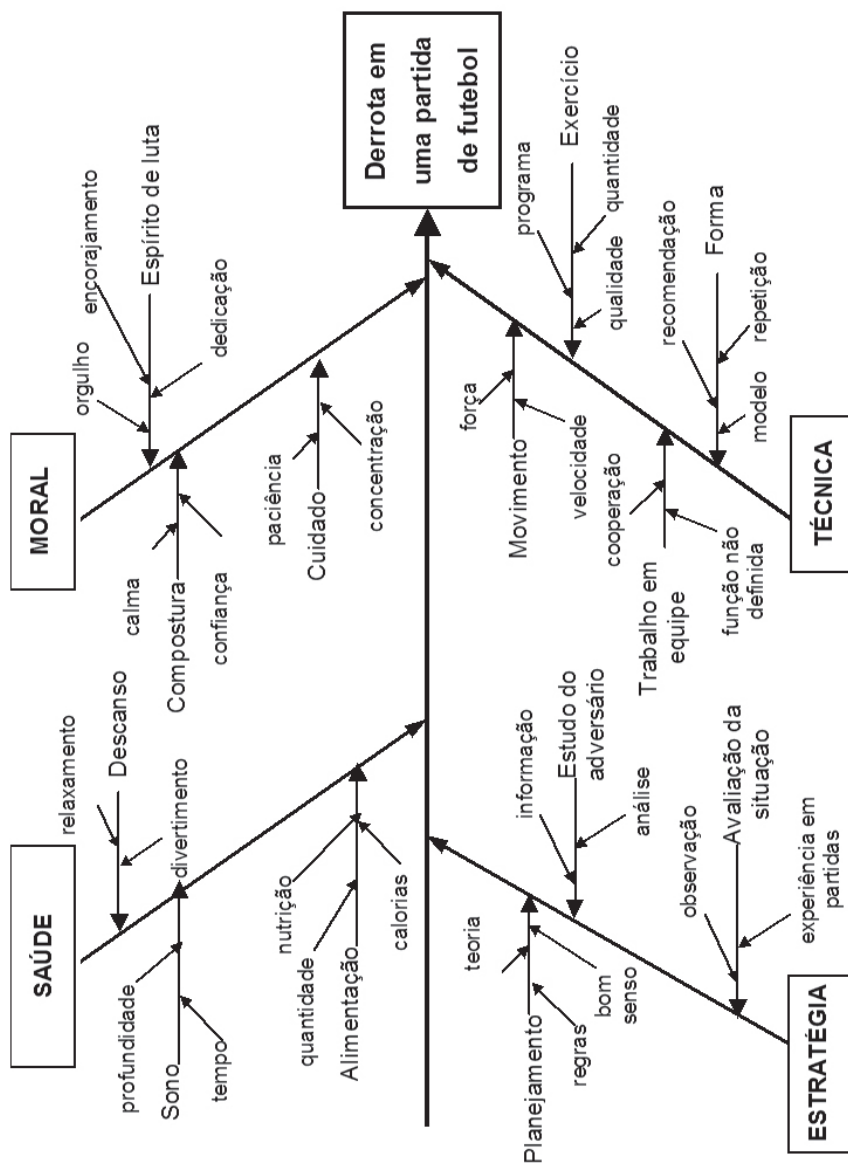 SAÚDE
relaxamento
Descanso
divertimento
profundidade
Sono
tempo
nutrição
quantidade
Alimentação
calorias
MORAL
encorajamento
orgulho
Espírito de luta
dedicação
calma
Compostura
confiança
paciência
Cuidado
concentração
Derrota em
uma partida
de futebol
ESTRATÉGIA
teoria
Planejamento
regras
bom
senso
informação
Estudo do
adversário
análise
observação
Avaliação da
situação
experiência em
partidas
TÉCNICA
força
Movimento
velocidade
programa
Exercício
qualidade
quantidade
cooperação
Trabalho em
equipe
função não
definida
recomendação
Forma
modelo
repetição